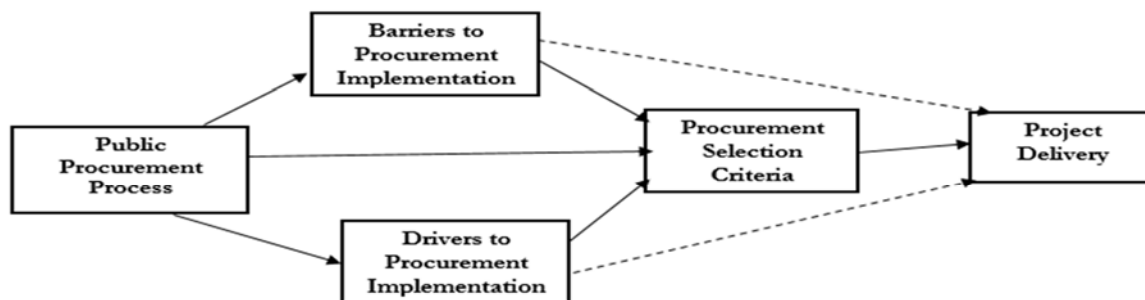 Barriers to
Procurement
Implementation
Public
Procurement
Process
Procurement
Selection
Criteria
Project
Delivery
Drivers to
Procurement
Implementation